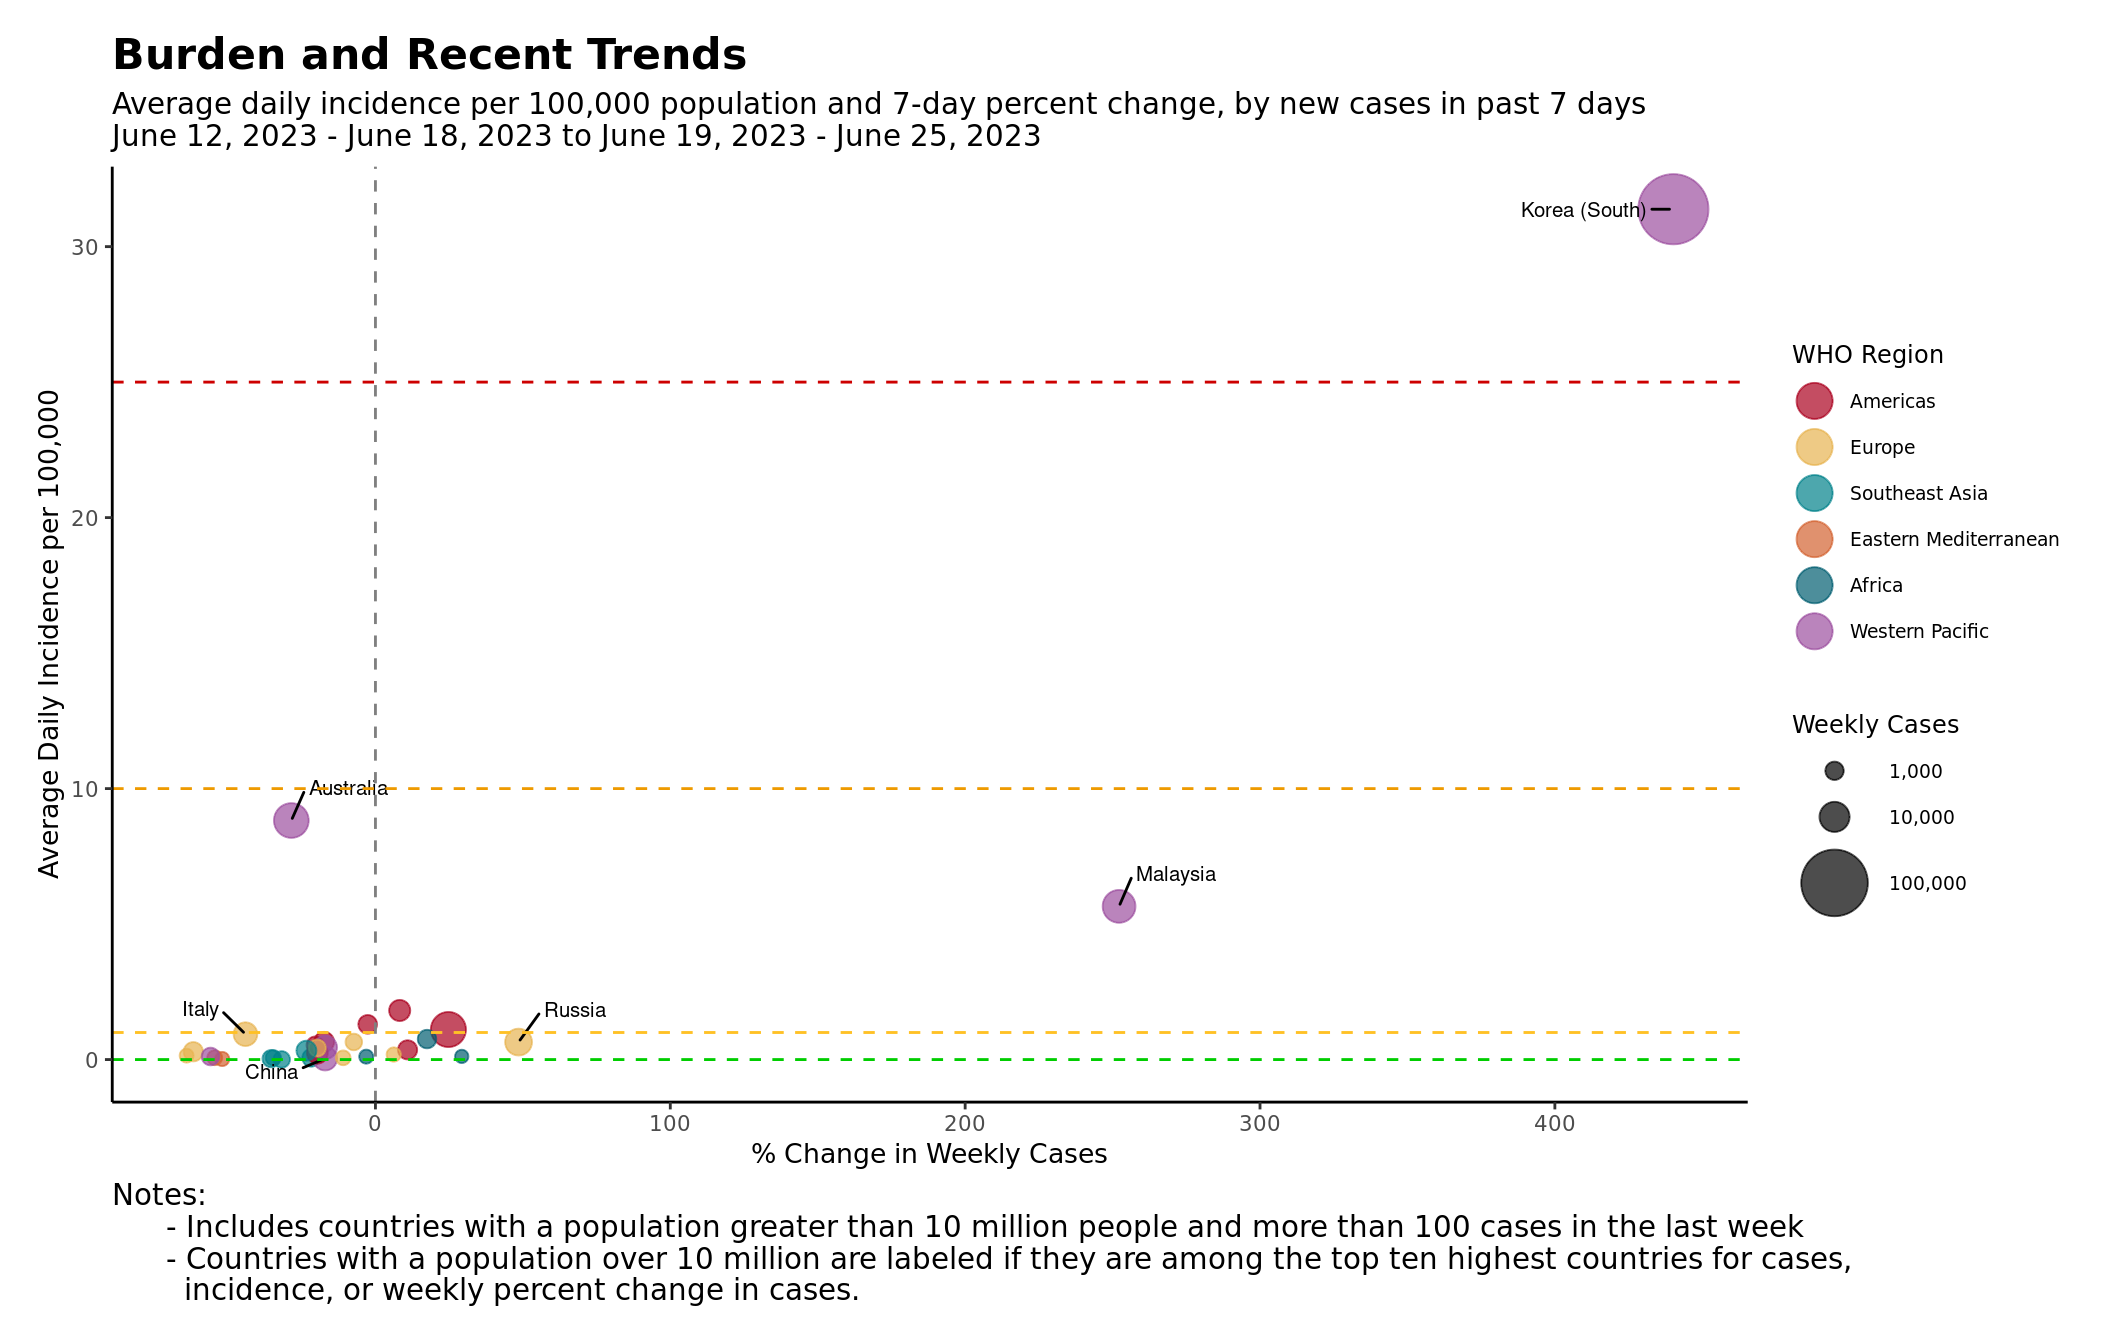 Burden and Recent Trends
Average daily incidence per 100,000 population and 7-day percent change, by new cases in past 7 days
June 12, 2023 - June 18, 2023 to June 19, 2023 - June 25, 2023
Average Daily Incidence per 100,000
30
20
10
0
Korea (South)
Australia
Malaysia
Italy
Russia
China
0
100
200
300
400
% Change in Weekly Cases
WHO Region
Americas
Europe
Southeast Asia
Eastern Mediterranean
Africa
Western Pacific
Weekly Cases
1,000
10,000
100,000
Notes:
- Includes countries with a population greater than 10 million people and more than 100 cases in the last week
- Countries with a population over 10 million are labeled if they are among the top ten highest countries for cases,
incidence, or weekly percent change in cases.